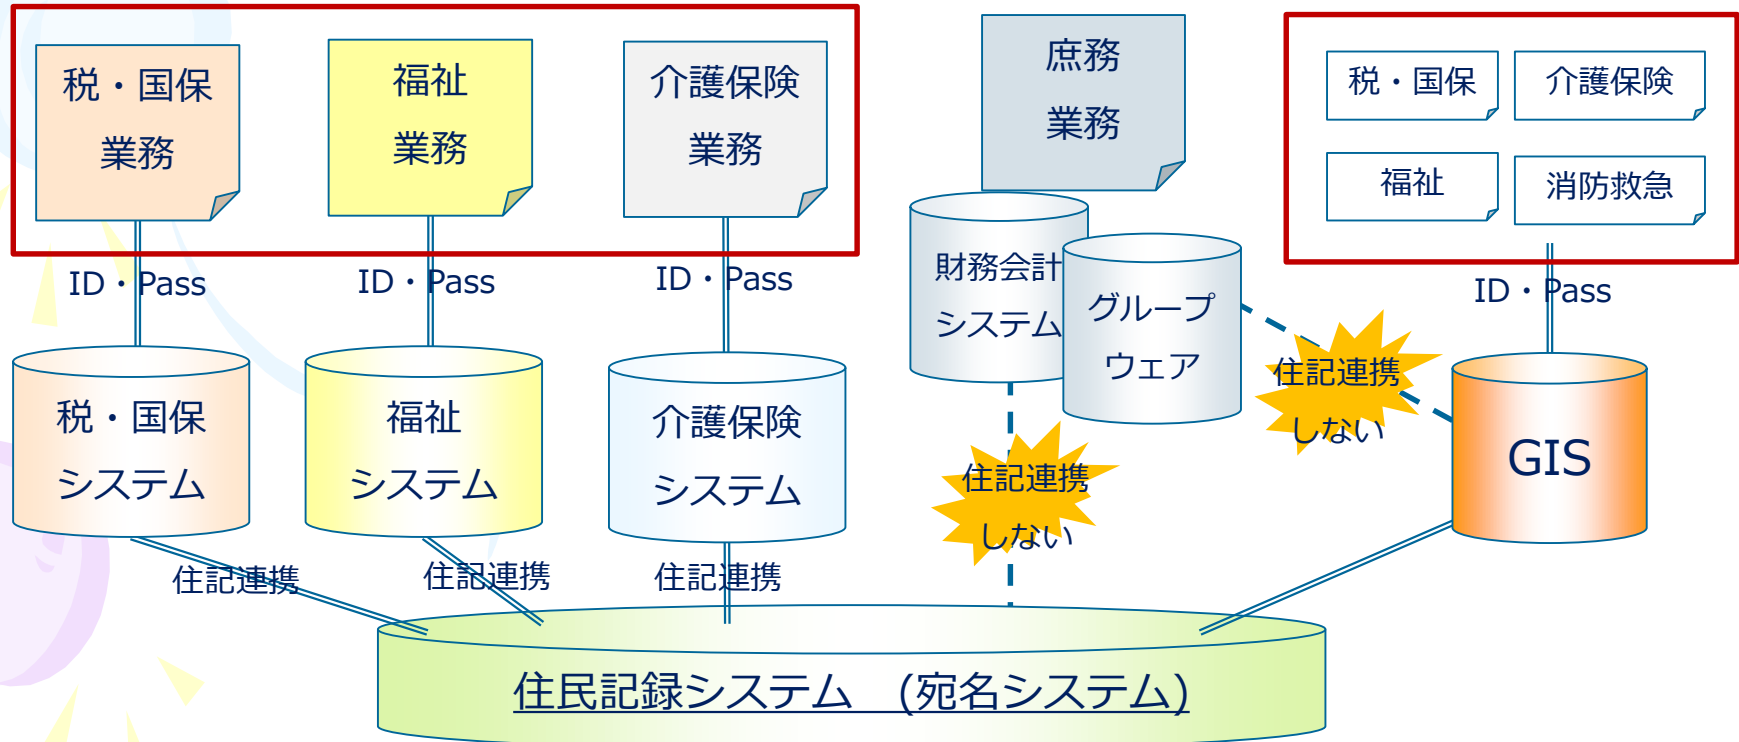 税・国保
業務
福祉
業務
介護保険
業務
庶務
業務
税・国保
介護保険
福祉
消防救急
ID・Pass
ID・Pass
ID・Pass
財務会計
システム
グループ
ウェア
ID・Pass
住記連携
しない
税・国保
システム
福祉
システム
介護保険
システム
住記連携
しない
GIS
住記連携
住記連携
住記連携
住民記録システム　(宛名システム)